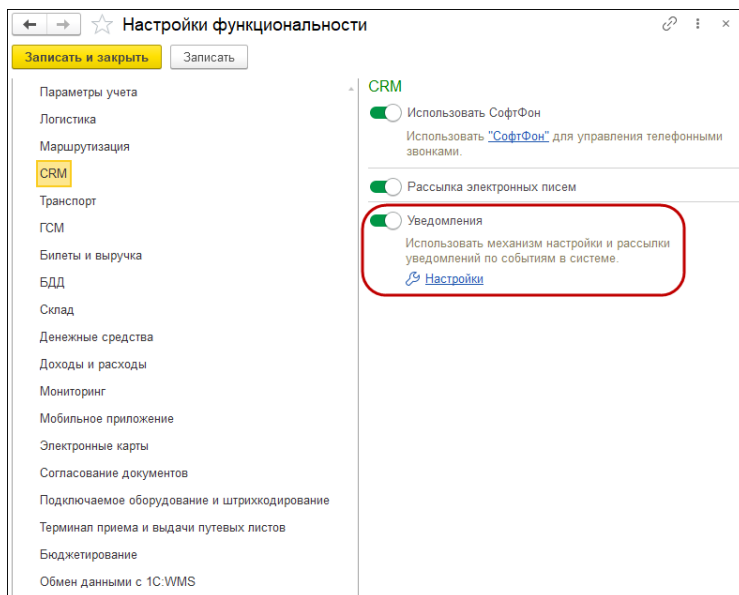 Настройки функциональности
Записать и закрыть
Записать
Параметры учета
Логистика
Маршрутизация
CRM
Транспорт
ГСМ
Билеты и выручка
БДД
Склад
Денежные средства
Доходы и расходы
Мониторинг
Мобильное приложение
Электронные карты
Согласование документов
Подключаемое оборудование и штрихкодирование
Терминал приема и выдачи путевых листов
Бюджетирование
Обмен данными с 1С:WMS
CRM
Использовать СофтФон
Использовать "СофтФон" для управления телефонными
звонками.
Рассылка электронных писем
Уведомления
Использовать механизм настройки и рассылки
уведомлений по событиям в системе.
Настройки